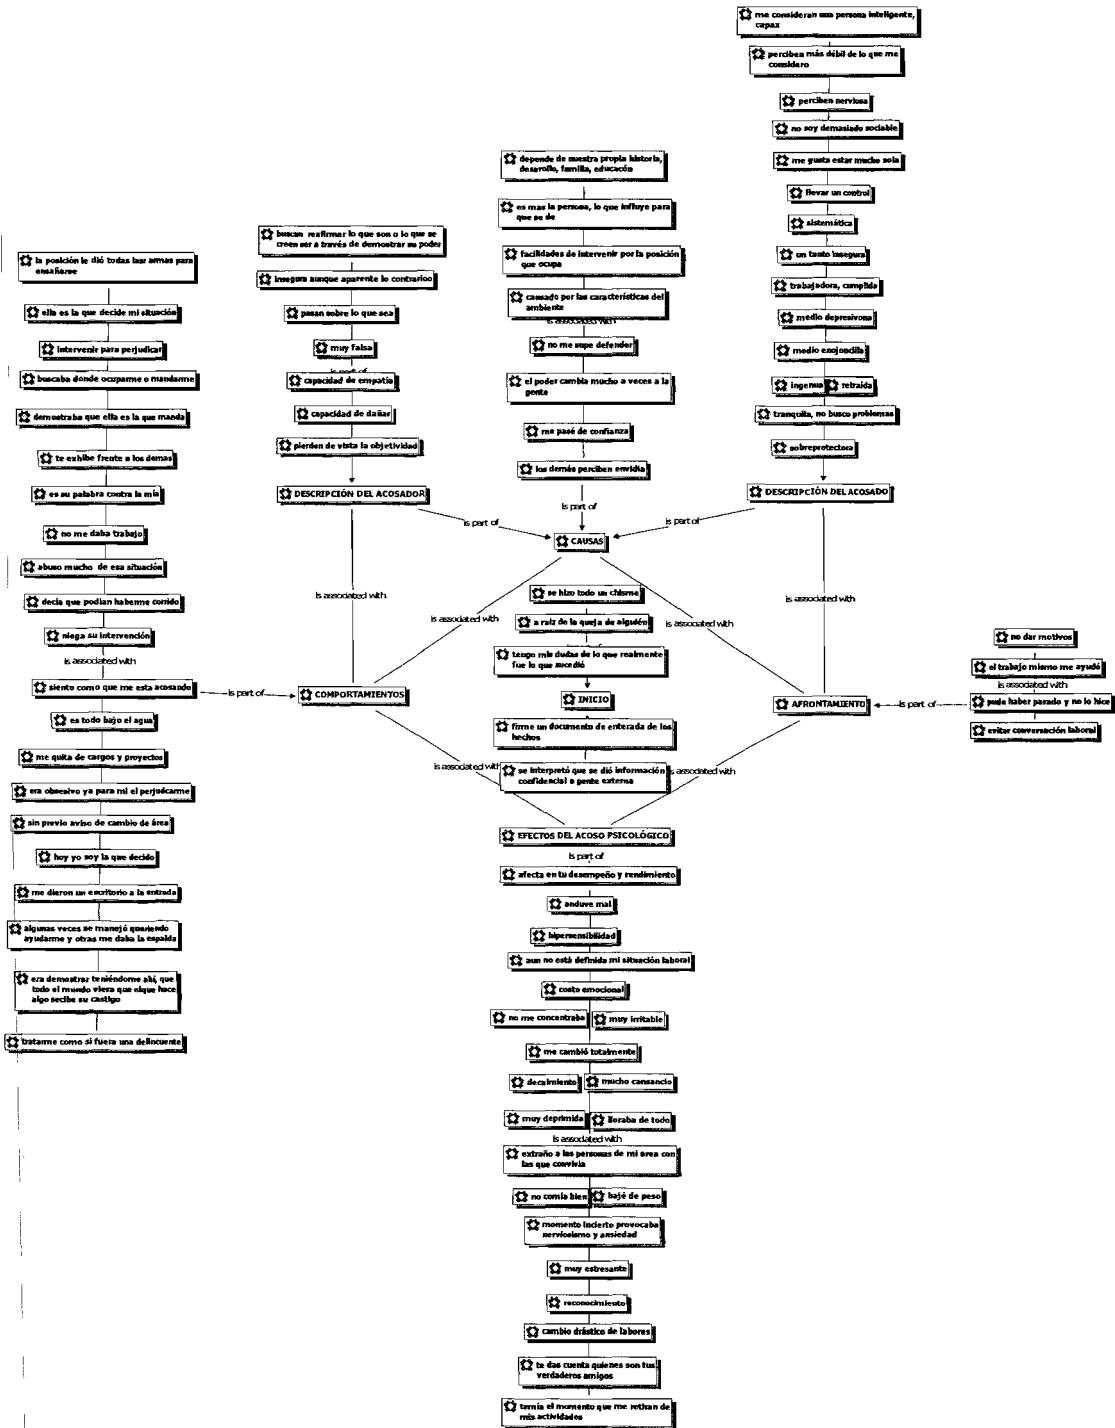 me consideran una persona inteligente,
capaz
perciben más débil de lo que me
considero
perciben nerviosa
no soy demasiado sociable
me gusta estar mucho sola
llevar un control
sistemática
un tanto insegura
trabajadora, cumplida
medio depresivona
medio enojoncilla
ingenua
retraída
tranquila, no busco problemas
sobreprotectora
DESCRIPCIÓN DEL ACOSADO
depende de nuestra propia historia,
desarollo, familia, educacón
es mas la persona, lo que influye para
que se de
facilidades de intervenir por la posición
que ocupa
causado por las características del
ambiente
is associated with
no me supe defender
el poder cambia mucho a veces a la
gente
me pasé de confianza
los demás perciben envidia
is part of
CAUSAS
buscan reafirmar lo que son o lo que se
creen ser a través de demostrar su poder
insegura aunque aparente lo contrarioo
pasan sobre lo que sea
muy falsa
is part of
capacidad de empatía
capacidad de dañar
pierden de vista la objetividad
DESCRIPCIÓN DEL ACOSADOR
is part of
is part of
is associated with
is associated with
is associated with
is associated with
la posición le dió todas las armas para
ensañarse
ella es la que decide mi situación
intervenir para perjudicar
buscaba donde ocuparme o mandarme
demostraba que ella es la que manda
te exhibe frente a los demas
es su palabra contra la mía
no me daba trabajo
abuso mucho de esa situación
decía que podían haberme corrido
niega su intervención
is associated with
siento como que me esta acosando
is part of
COMPORTAMIENTOS
es todo bajo el agua
me quita de cargos y proyectos
era obsesivo ya para mi el perjudcarme
sin previo aviso de cambio de área
hoy yo soy la que decido
me dieron un escritorio a la entrada
algunas veces se manejó queriendo
ayudarme y otras me daba la espalda
era demostrar teniéndome ahí, que
todo el mundo viera que elque hace
algo recibe su castigo
tratarme como si fuera una delincuente
se hizo todo un chisme
a raíz de la queja de alguién
tengo mis dudas de lo que realmente
fue lo que sucedió
INICIO
firme un documento de enterada de los
hechos
se interpretó que se dió información
confidencial a gente externa
is associated with
is associated with
no dar motivos
el trabajo mismo me ayudó
is associated with
pude haber parado y no lo hice
evitar conversación laboral
is part of
AFRONTAMIENTO
EFECTOS DEL ACOSO PSICOLÓGICO
is part of
afecta en tu desempeño y rendimiento
anduve mal
hipersensibilidad
aun no está definida mi situación laboral
costo emocional
no me concentraba
muy irritable
me cambió totalmente
decaimiento
mucho cansancio
muy deprimida
lloraba de todo
is associated with
extraño a las personas de mi area con
las que convivía
no comía bien
bajé de peso
momento incierto provocaba
nerviosismo y ansiedad
muy estresante
reconocimiento
cambio drástico de labores
te das cuenta quienes son tus
verdaderos amigos
temía el momento que me
de
mis actividades